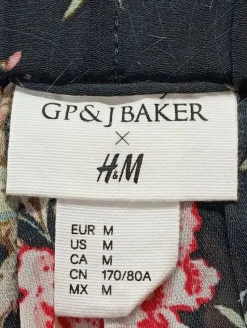 GP & J BAKER
×
H&M
EUR M
US M
CA M
CN 170/80A
MX M